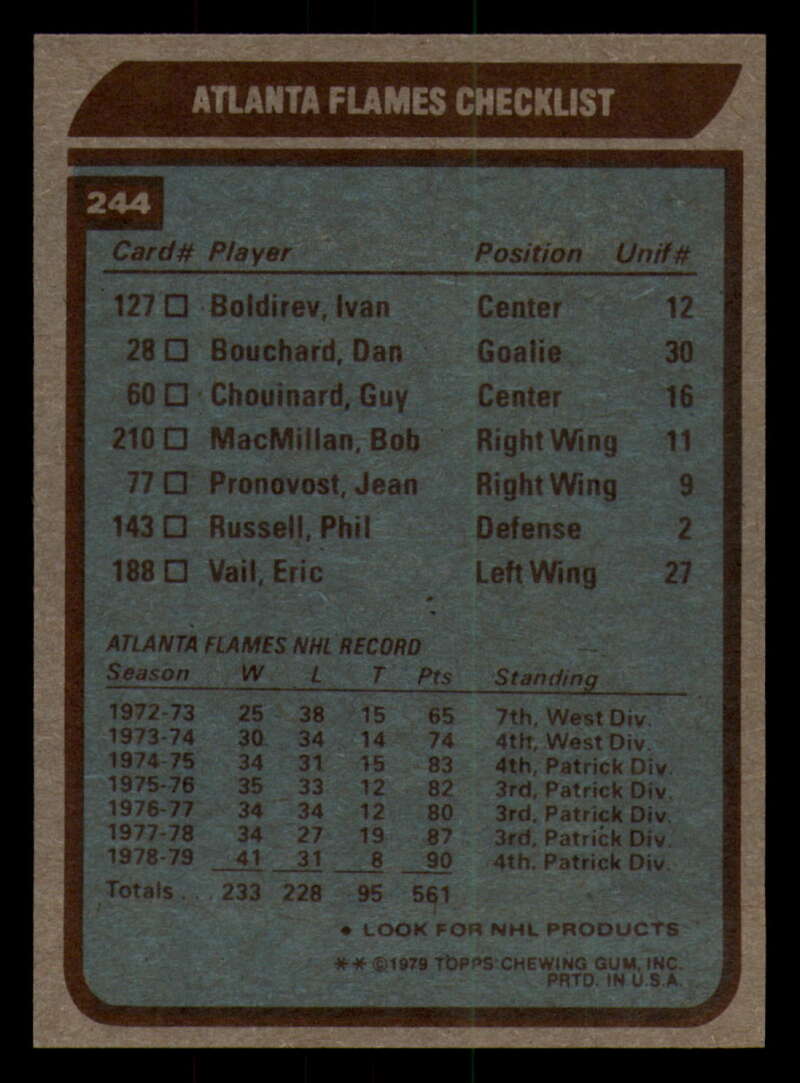 ATLANTA FLAMES CHECKLIST
244
Card# Player Position Unif#
127 □ Boldirev, Ivan Center 12
28 □ Bouchard, Dan Goalie 30
60 □ Chouinard, Guy Center 16
210 □ MacMillan, Bob Right Wing 11
77 □ Pronovost, Jean Right Wing 9
143 □ Russell, Phil Defense 2
188 □ Vail, Eric Left Wing 27
ATLANTA FLAMES NHL RECORD
Season W L T Pts Standing
1972-73 25 38 15 65 7th, West Div.
1973-74 30 34 14 74 4th, West Div.
1974-75 34 31 15 83 4th, Patrick Div.
1975-76 35 33 12 82 3rd, Patrick Div.
1976-77 34 34 12 80 3rd, Patrick Div.
1977-78 34 27 19 87 3rd, Patrick Div.
1978-79 41 31 8 90 4th, Patrick Div.
Totals . . . 233 228 95 561
• LOOK FOR NHL PRODUCTS
** ©1979 TOPPS CHEWING GUM, INC.
PRTD. IN U.S.A.